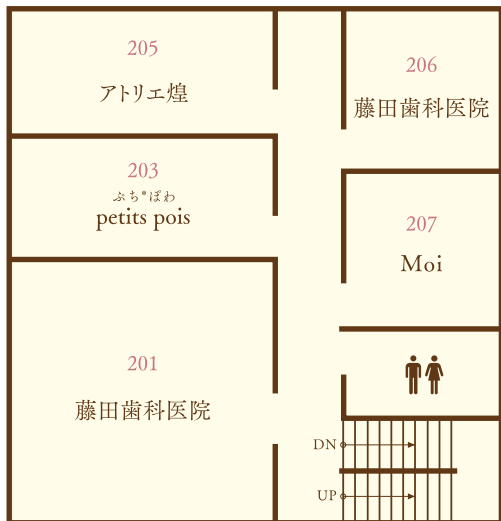 205
アトリエ煌
206
藤田歯科医院
203
ぷち*ぽわ
petits pois
207
Moi
201
藤田歯科医院
DN
UP